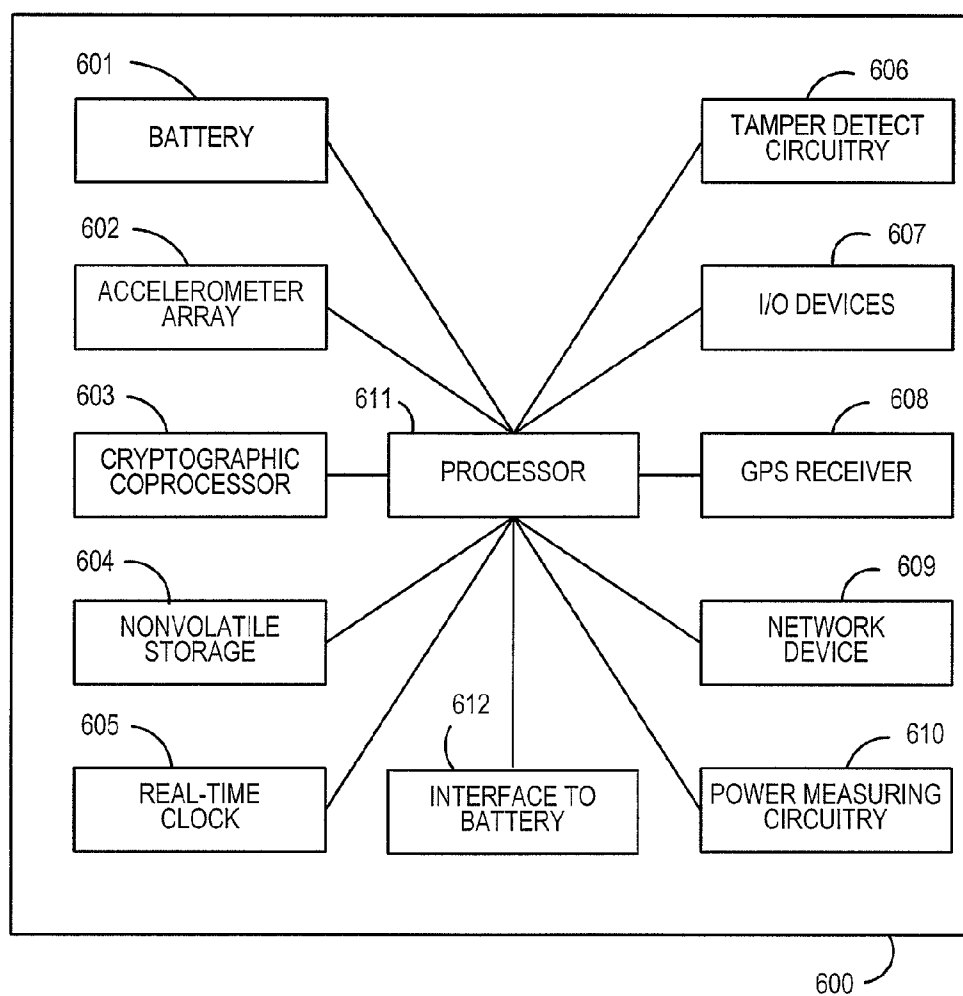 601
BATTERY
606
TAMPER DETECT
CIRCUITRY
602
ACCELEROMETER
ARRAY
607
I/O DEVICES
603
CRYPTOGRAPHIC
COPROCESSOR
611
PROCESSOR
608
GPS RECEIVER
604
NONVOLATILE
STORAGE
609
NETWORK
DEVICE
605
REAL-TIME
CLOCK
612
INTERFACE TO
BATTERY
610
POWER MEASURING
CIRCUITRY
600